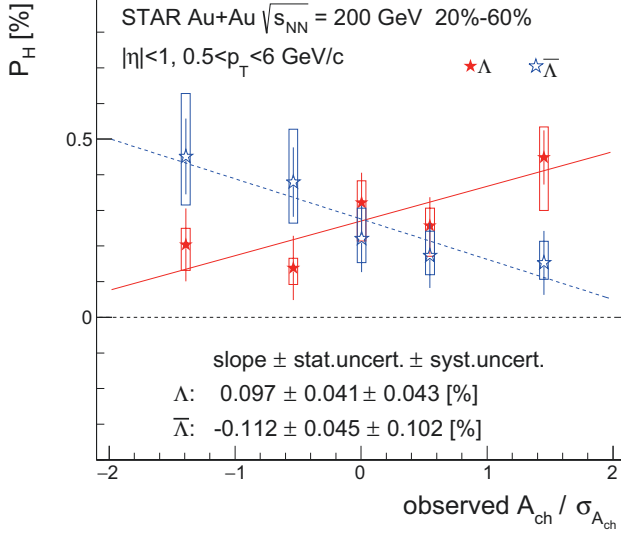 STAR Au+Au √s_NN = 200 GeV 20%-60%
|η|<1, 0.5<p_T<6 GeV/c
Λ
Λ̅
P_H [%]
0.5
0
slope ± stat.uncert. ± syst.uncert.
Λ: 0.097 ± 0.041 ± 0.043 [%]
Λ̅: -0.112 ± 0.045 ± 0.102 [%]
−2 −1 0 1 2
observed A_ch / σ_A_ch